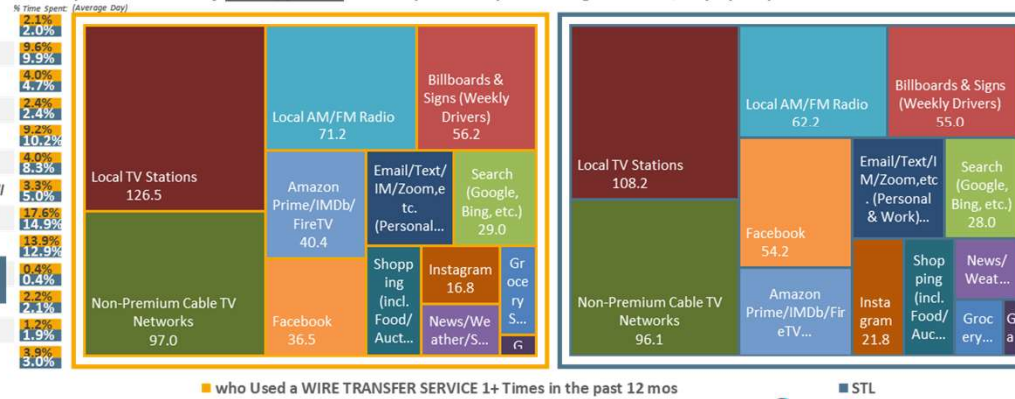 % Time Spent: (Average Day)
2.1%
2.0%
9.6%
9.9%
4.0%
4.7%
2.4%
2.4%
9.2%
10.2%
4.0%
8.3%
3.3%
5.0%
17.6%
14.9%
13.9%
12.9%
0.4%
0.4%
2.2%
2.1%
1.2%
1.9%
3.9%
3.0%
Local TV Stations
126.5
Non-Premium Cable TV
Networks
97.0
Local AM/FM Radio
71.2
Billboards &
Signs (Weekly
Drivers)
56.2
Amazon
Prime/IMDb/
FireTV
40.4
Facebook
36.5
Email/Text/
IM/Zoom,e
tc.
(Personal...
Search
(Google,
Bing, etc.)
29.0
Shopp
ing
(incl.
Food/
Auct...
Instagram
16.8
News/We
ather/S...
Gr
oce
ry
S...
G
Local TV Stations
108.2
Non-Premium Cable TV
Networks
96.1
Local AM/FM Radio
62.2
Billboards & Signs
(Weekly Drivers)
55.0
Facebook
54.2
Amazon
Prime/IMDb/Fir
eTV...
Email/Text/I
M/Zoom,etc
. (Personal
& Work)...
Search
(Google,
Bing, etc.)
28.0
Insta
gram
21.8
Shop
ping
(incl.
Food/
Auc...
News/
Weat...
Groc
ery...
G
a
who Used a WIRE TRANSFER SERVICE 1+ Times in the past 12 mos
STL